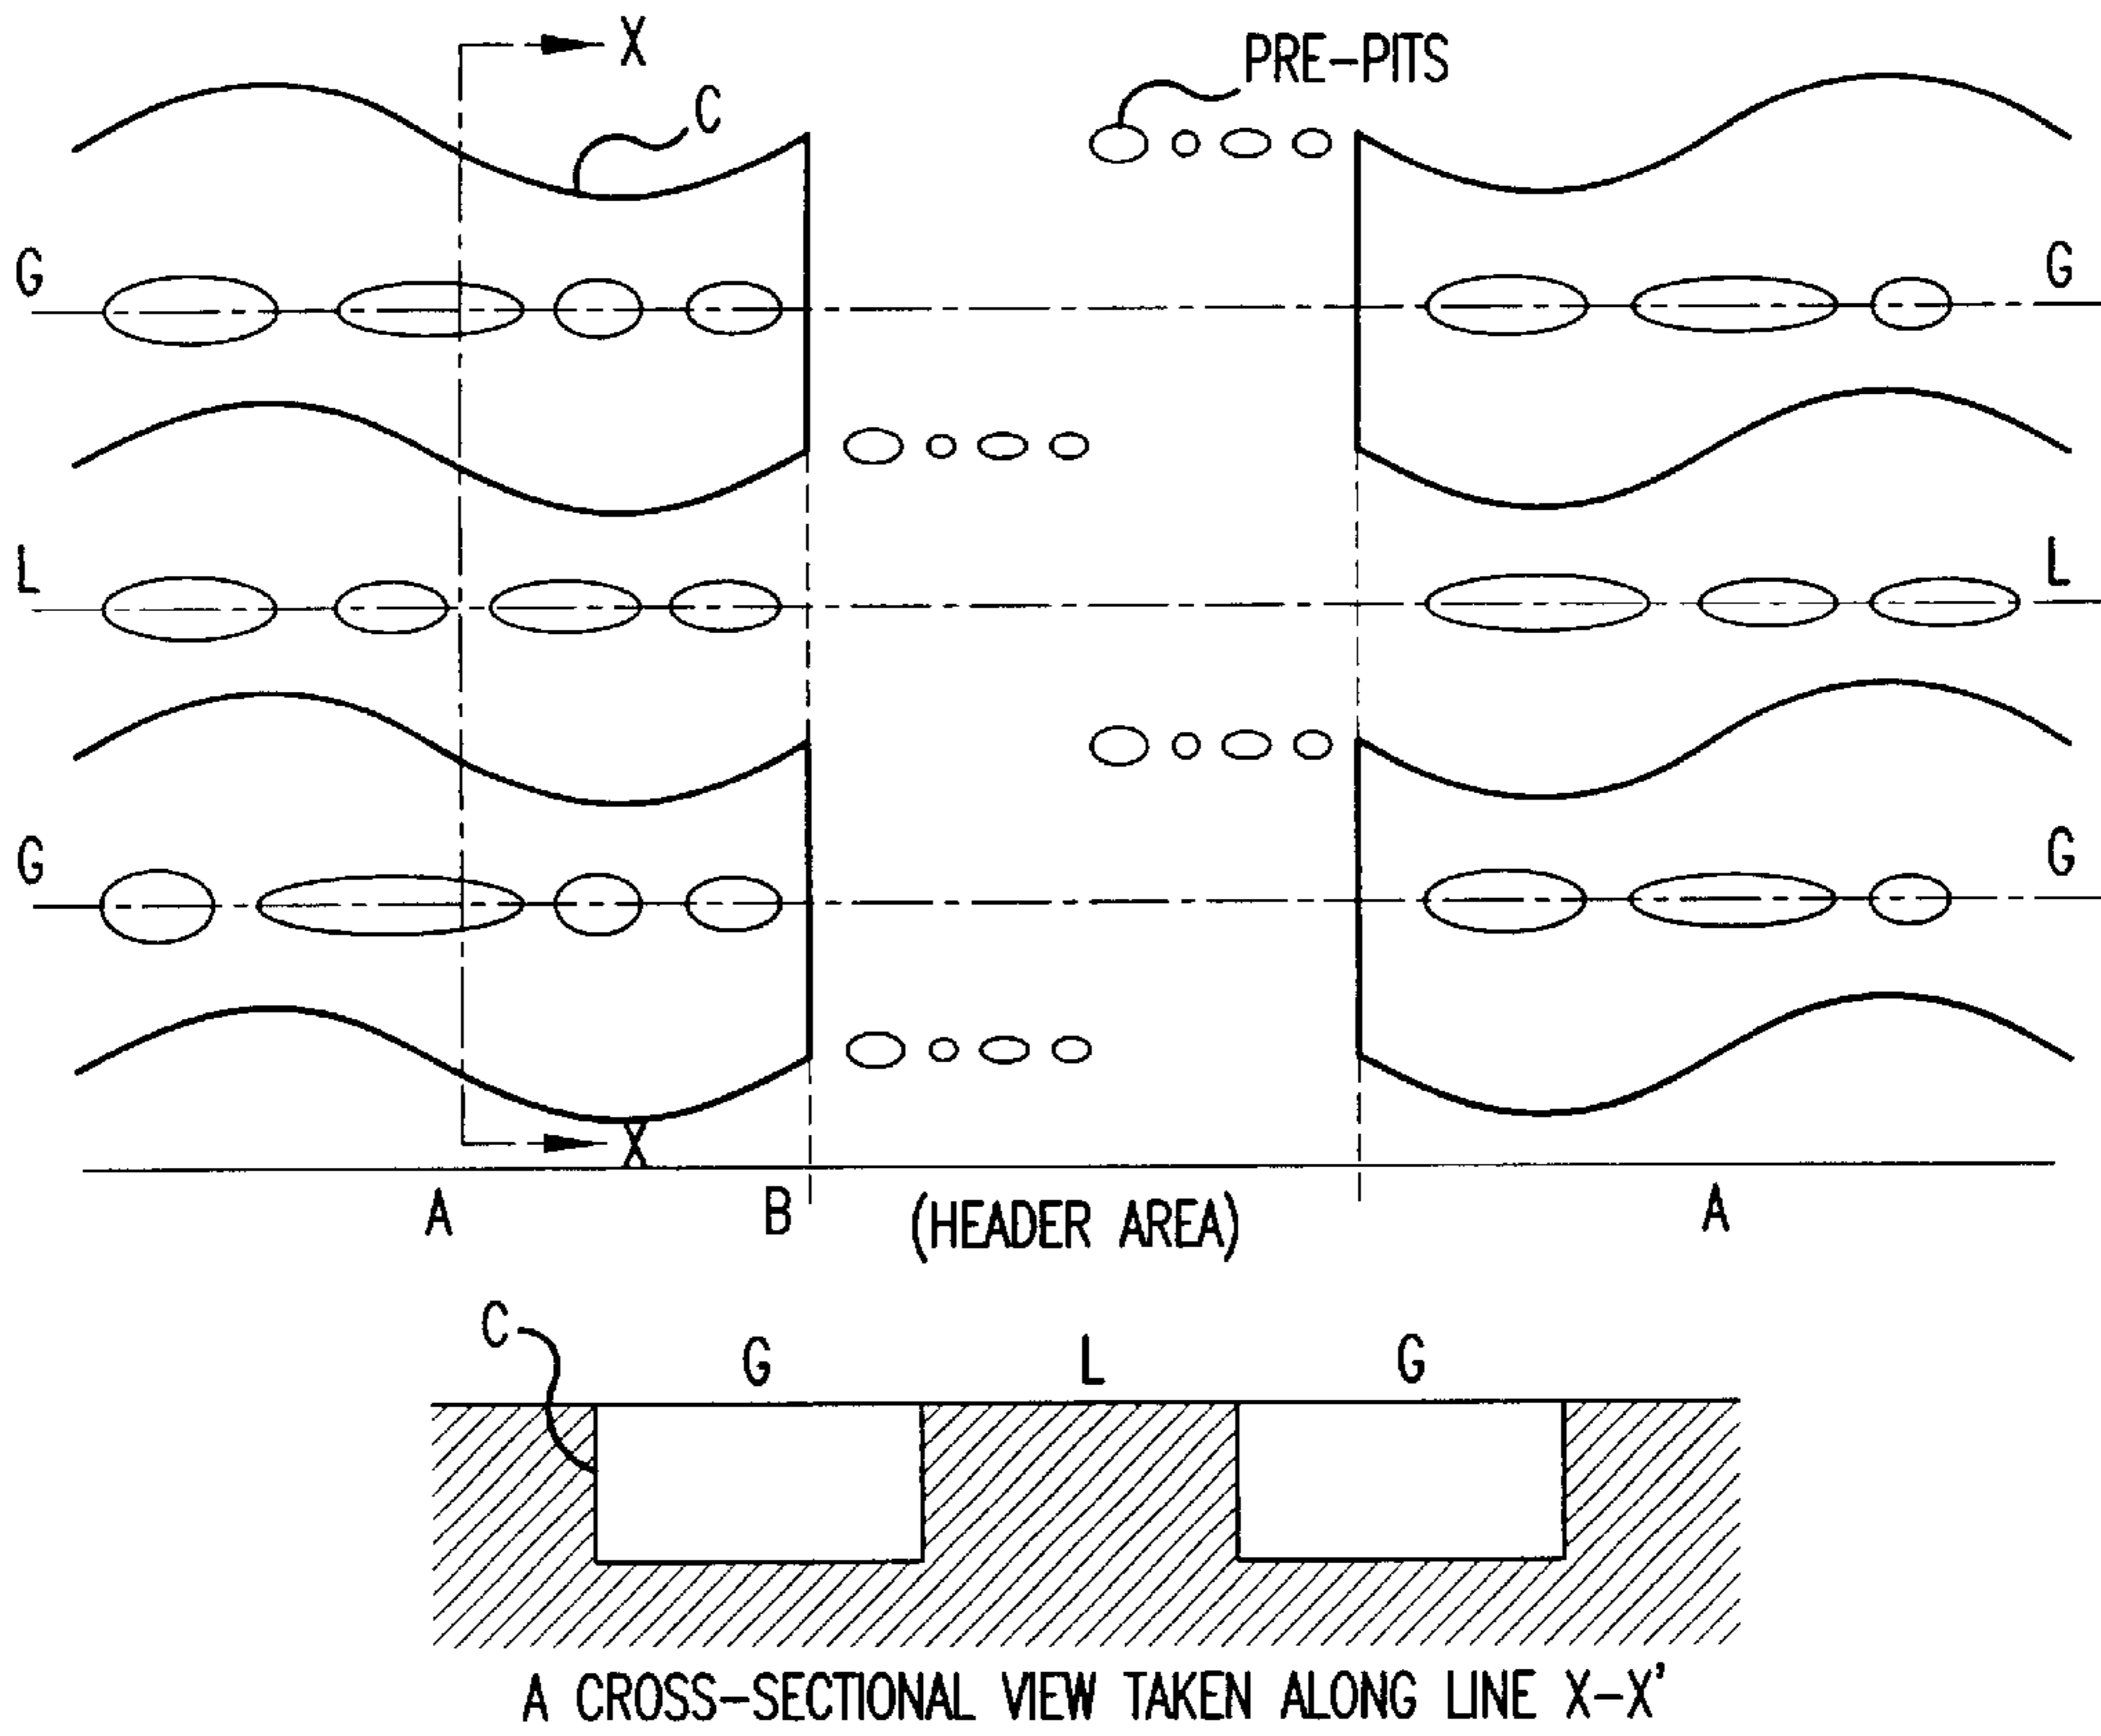 X
PRE-PITS
C
G G
L L
G G
X
A B (HEADER AREA) A
C G L G
A CROSS-SECTIONAL VIEW TAKEN ALONG LINE X-X'